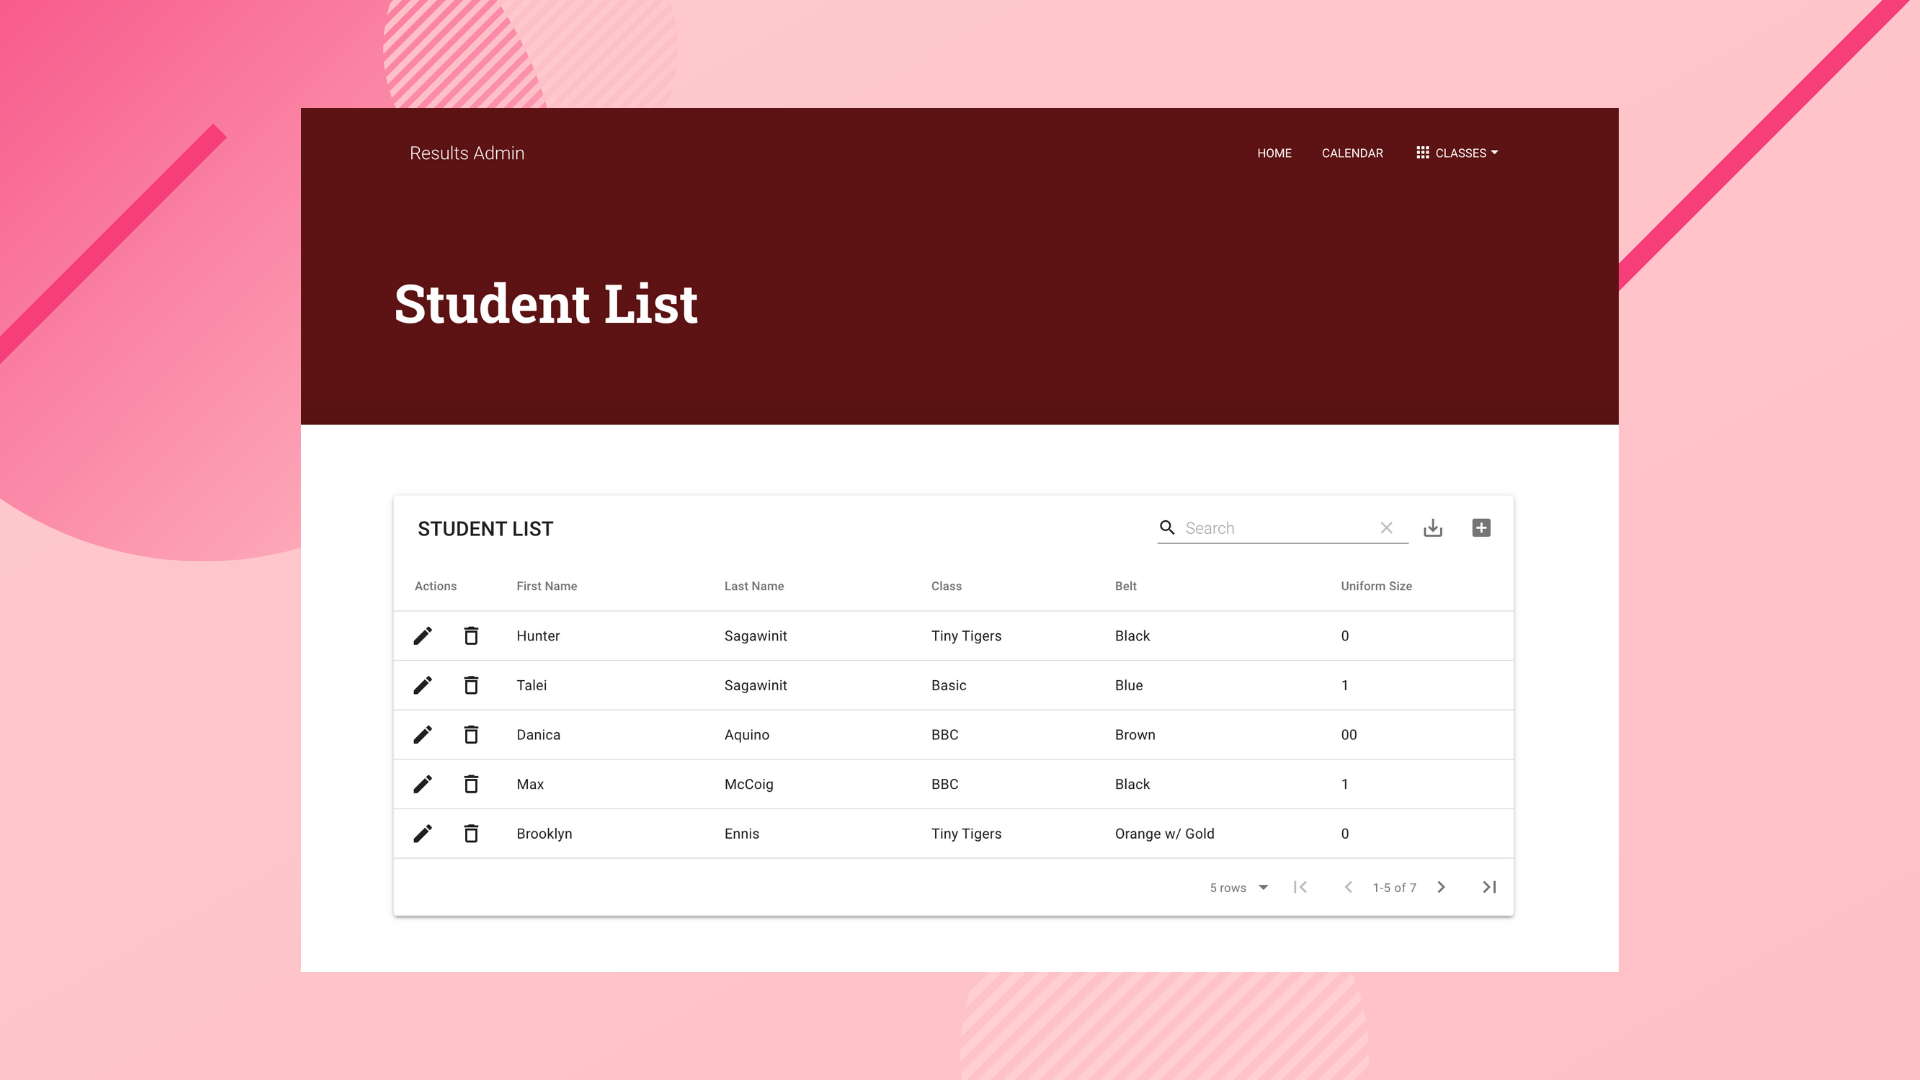 Results Admin HOME CALENDAR CLASSES
Student List
STUDENT LIST Search
Actions First Name Last Name Class Belt Uniform Size
Hunter Sagawinit Tiny Tigers Black 0
Talei Sagawinit Basic Blue 1
Danica Aquino BBC Brown 00
Max McCoig BBC Black 1
Brooklyn Ennis Tiny Tigers Orange w/ Gold 0
5 rows 1-5 of 7